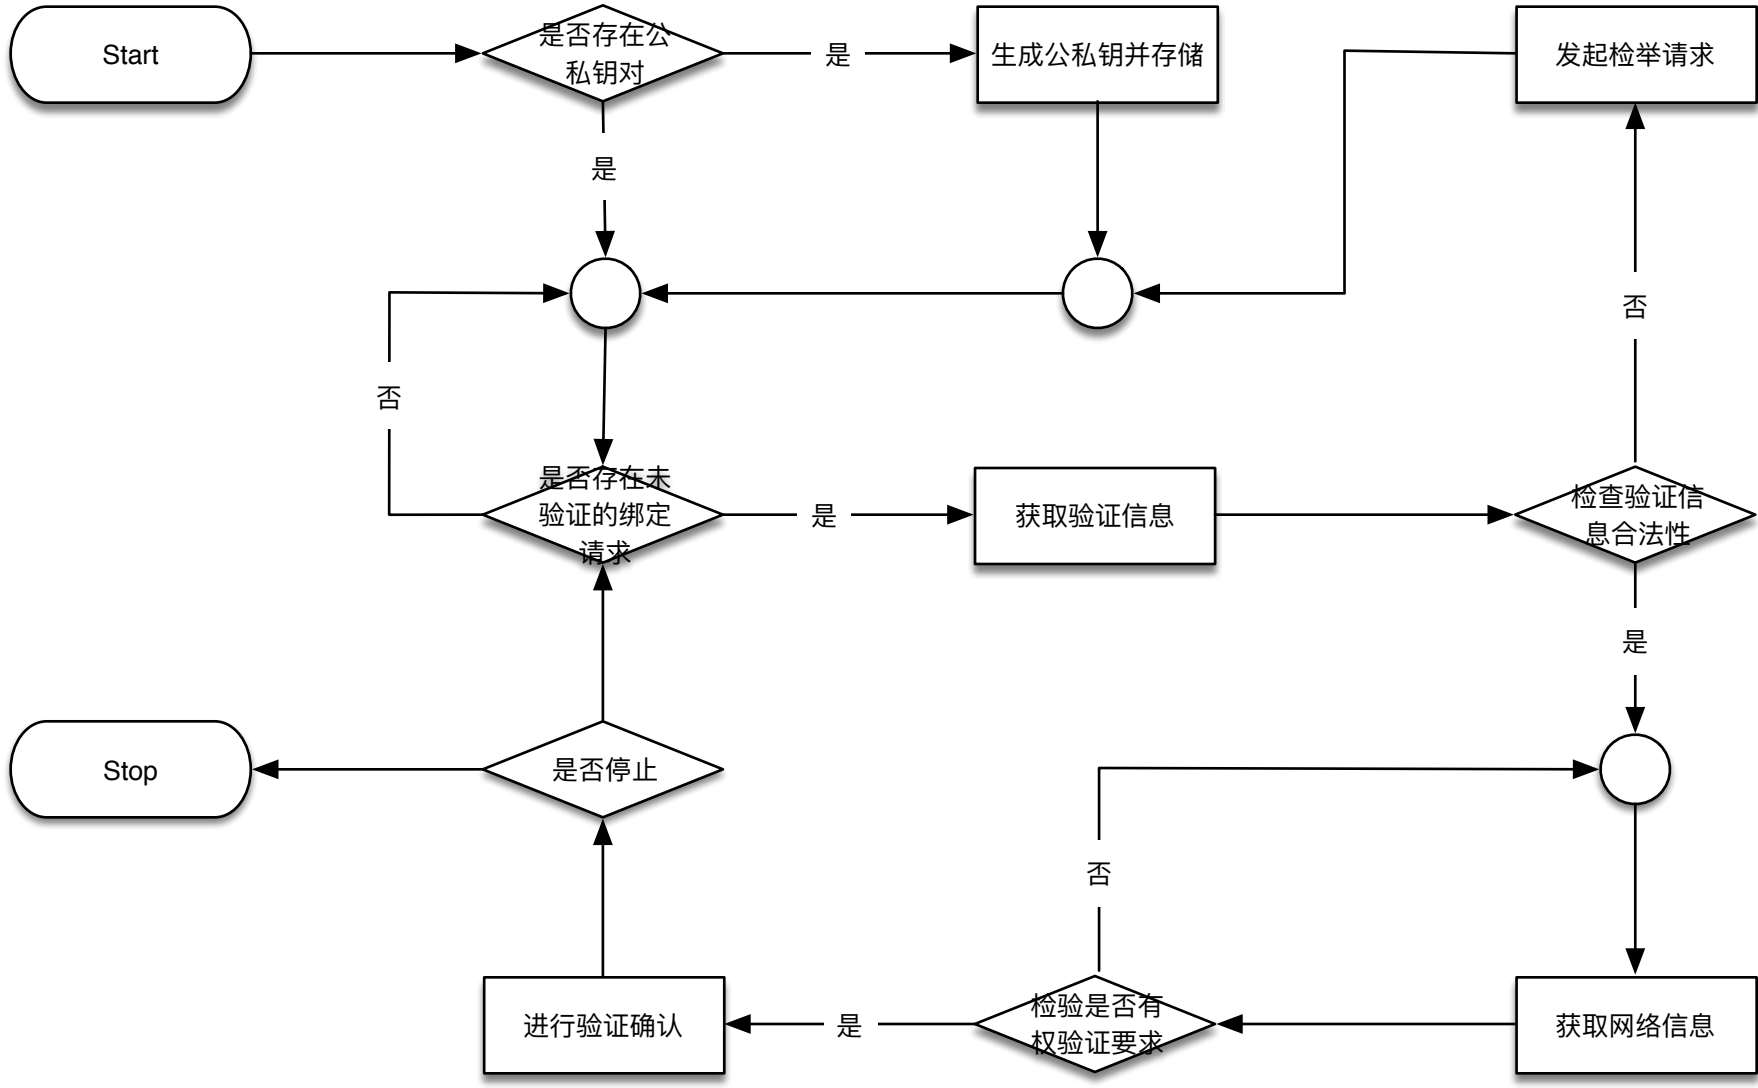 Start
是否存在公
私钥对
是
生成公私钥并存储
发起检举请求
是
否
否
是否存在未
验证的绑定
请求
是
获取验证信息
检查验证信
息合法性
是
Stop
是否停止
否
进行验证确认
是
检验是否有
权验证要求
获取网络信息